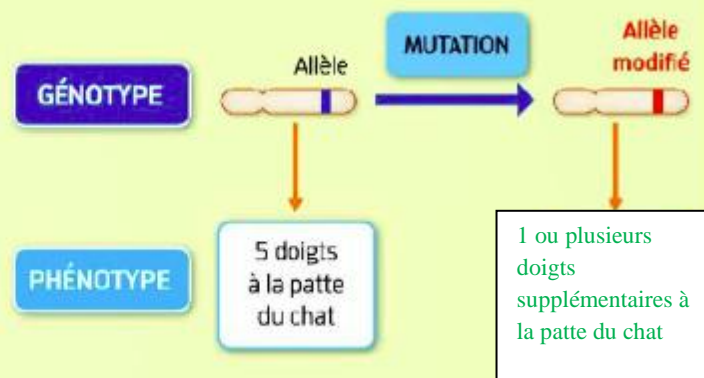 MUTATION
Allèle
modifié
Allèle
GÉNOTYPE
PHÉNOTYPE
5 doigts
à la patte
du chat
1 ou plusieurs
doigts
supplémentaires à
la patte du chat